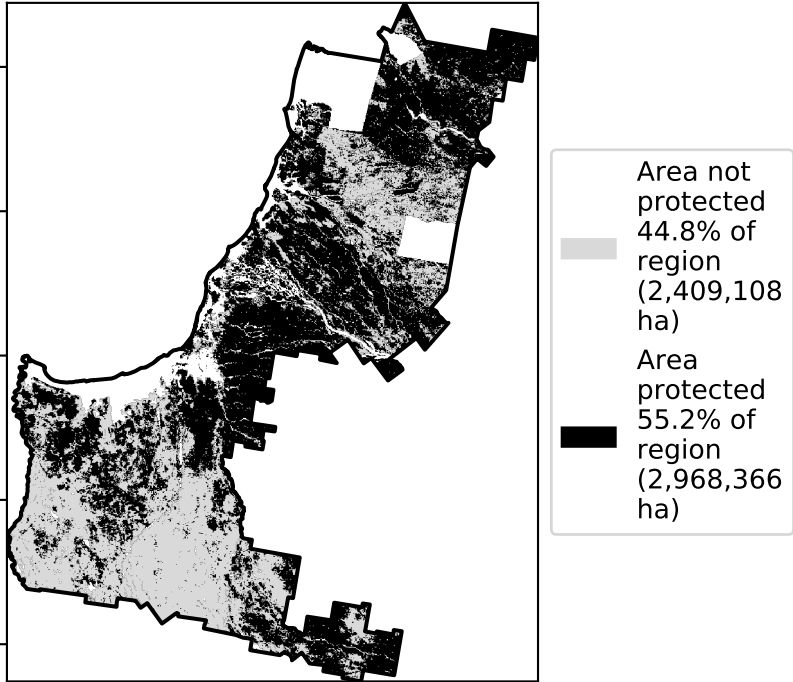 Area not
protected
44.8% of
region
(2,409,108
ha)
Area
protected
55.2% of
region
(2,968,366
ha)